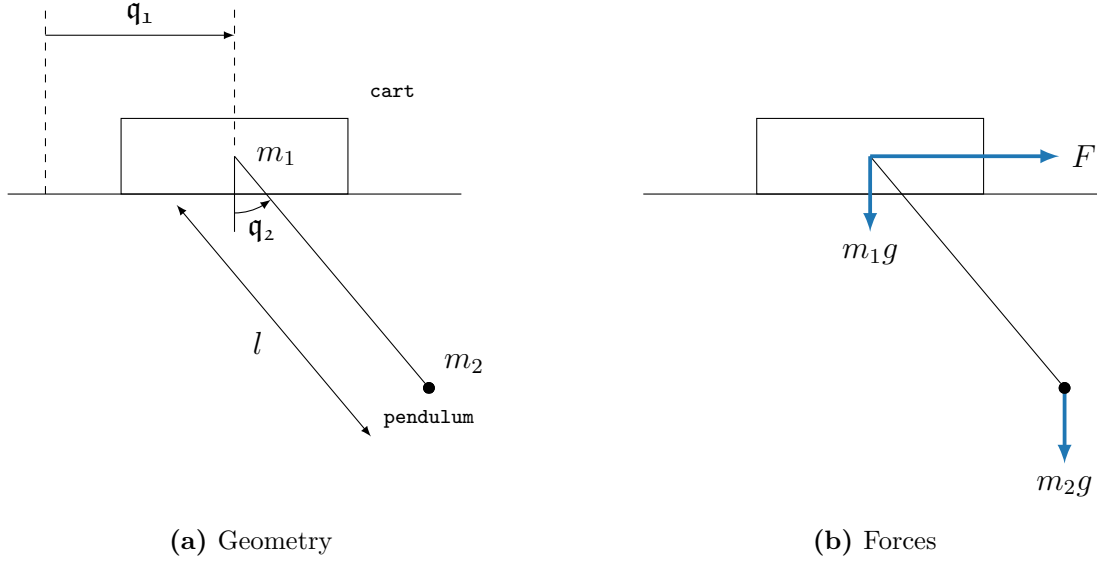 𝔮₁
cart
m₁
𝔮₂
l
m₂
pendulum
F
m₁g
m₂g
(a) Geometry
(b) Forces